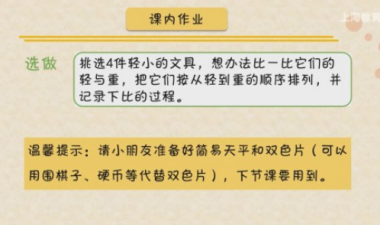 上海教育
课内作业
选做
挑选4件轻小的文具，想办法比一比它们的
轻与重，把它们按从轻到重的顺序排列，并
记录下比的过程。
温馨提示：请小朋友准备好简易天平和双色片（可以
用围棋子、硬币等代替双色片），下节课要用到。